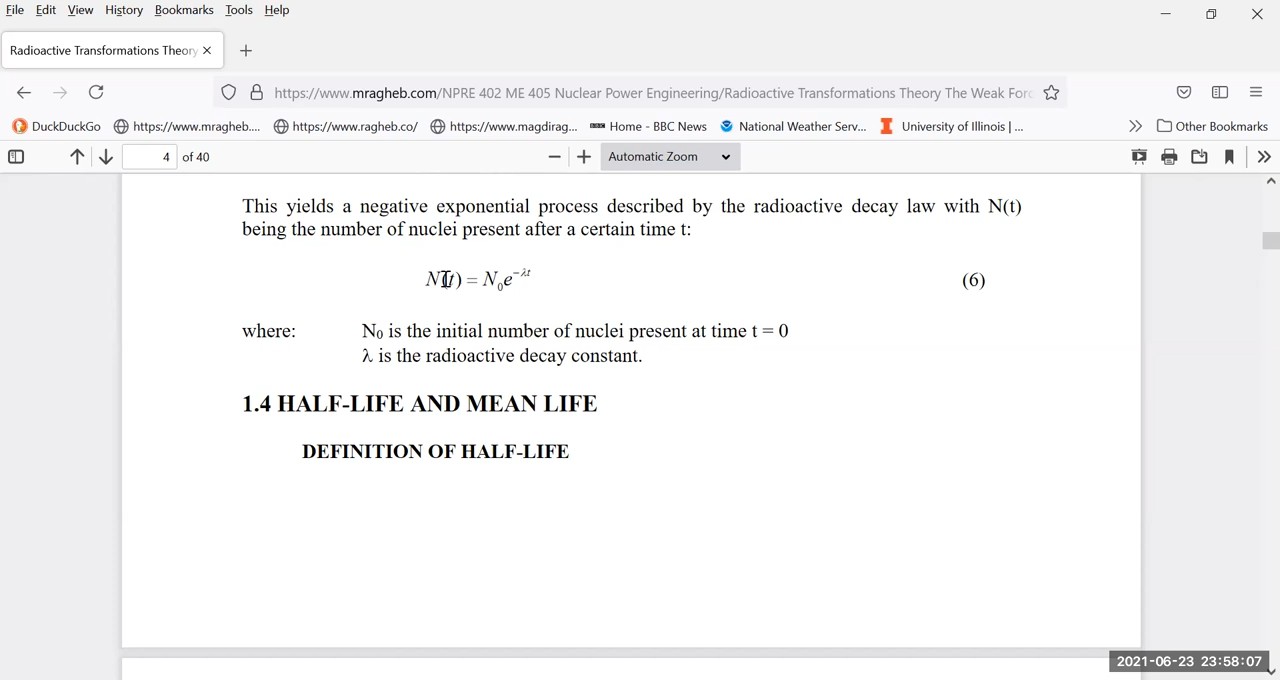 File Edit View History Bookmarks Tools Help
Radioactive Transformations Theory
https://www.mragheb.com/NPRE 402 ME 405 Nuclear Power Engineering/Radioactive Transformations Theory The Weak Forc
DuckDuckGo https://www.mragheb.... https://www.ragheb.co/ https://www.magdirag... BBC Home - BBC News National Weather Serv... University of Illinois | ... Other Bookmarks
4 of 40 Automatic Zoom
This yields a negative exponential process described by the radioactive decay law with N(t)
being the number of nuclei present after a certain time t:
N(t) = N₀e^{-λt} (6)
where: N₀ is the initial number of nuclei present at time t = 0
λ is the radioactive decay constant.
1.4 HALF-LIFE AND MEAN LIFE
DEFINITION OF HALF-LIFE
2021-06-23 23:58:07